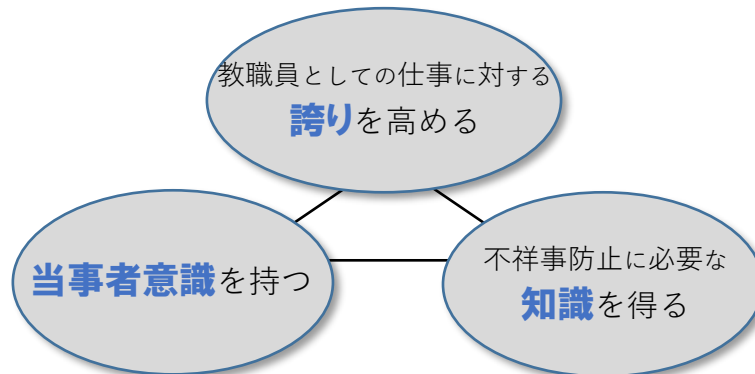 教職員としての仕事に対する
誇りを高める
当事者意識を持つ
不祥事防止に必要な
知識を得る